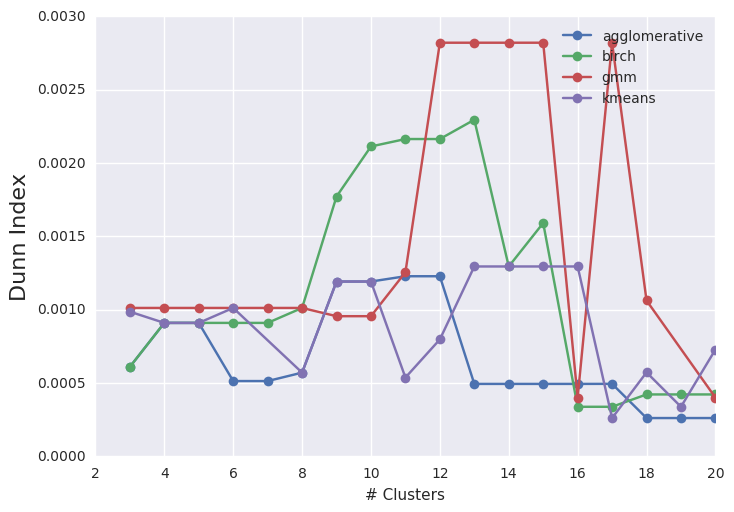 0.0030
0.0025
0.0020
0.0015
0.0010
0.0005
0.0000
Dunn Index
2 4 6 8 10 12 14 16 18 20
# Clusters
agglomerative
birch
gmm
kmeans